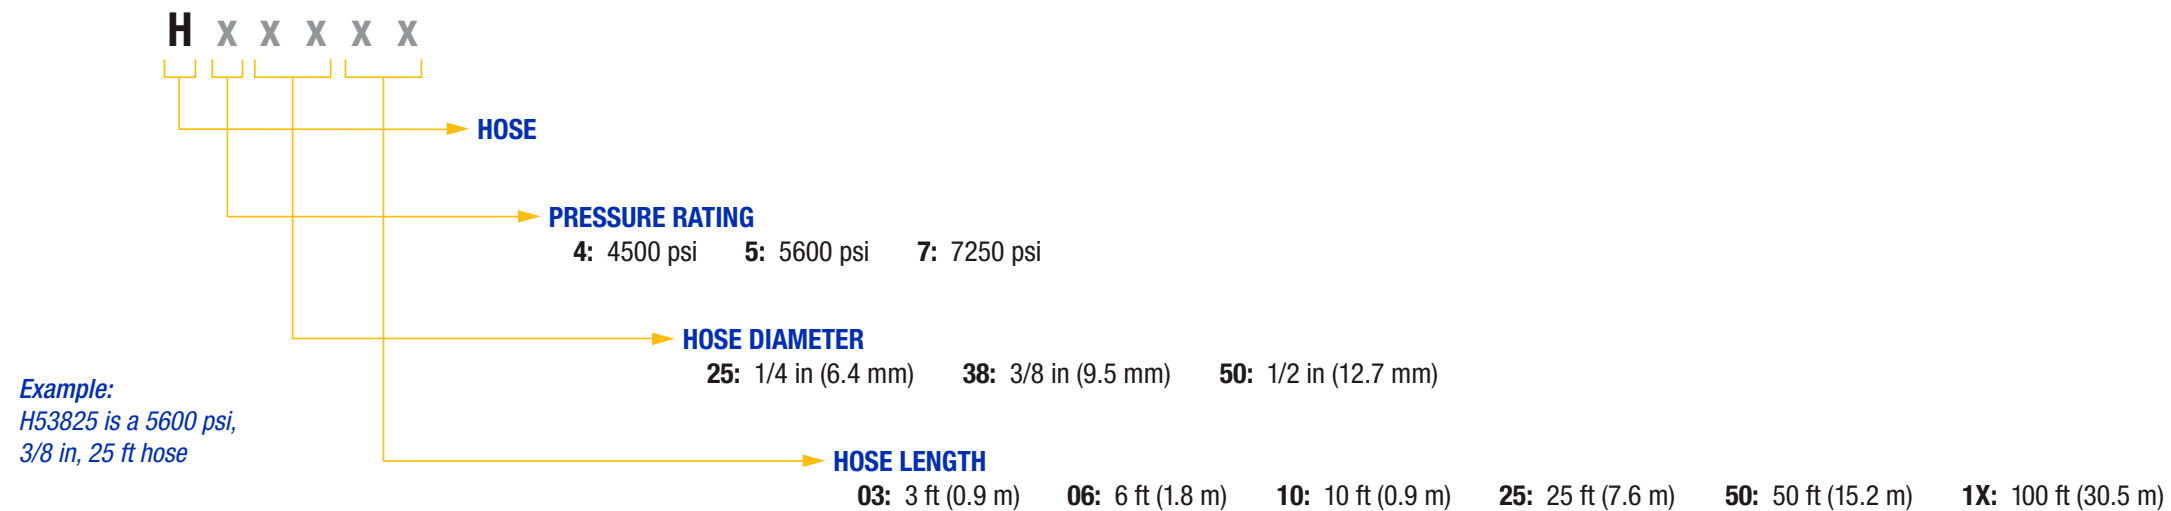 H x x x x x
HOSE
PRESSURE RATING
4: 4500 psi 5: 5600 psi 7: 7250 psi
HOSE DIAMETER
25: 1/4 in (6.4 mm) 38: 3/8 in (9.5 mm) 50: 1/2 in (12.7 mm)
Example:
H53825 is a 5600 psi,
3/8 in, 25 ft hose
HOSE LENGTH
03: 3 ft (0.9 m) 06: 6 ft (1.8 m) 10: 10 ft (0.9 m) 25: 25 ft (7.6 m) 50: 50 ft (15.2 m) 1X: 100 ft (30.5 m)